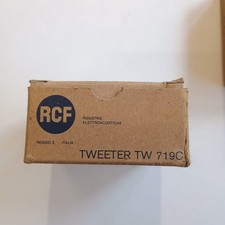 RCF
INDUSTRIE
ELETTROACUSTICHE
REGGIO E. ITALIA
TWEETER TW 719C